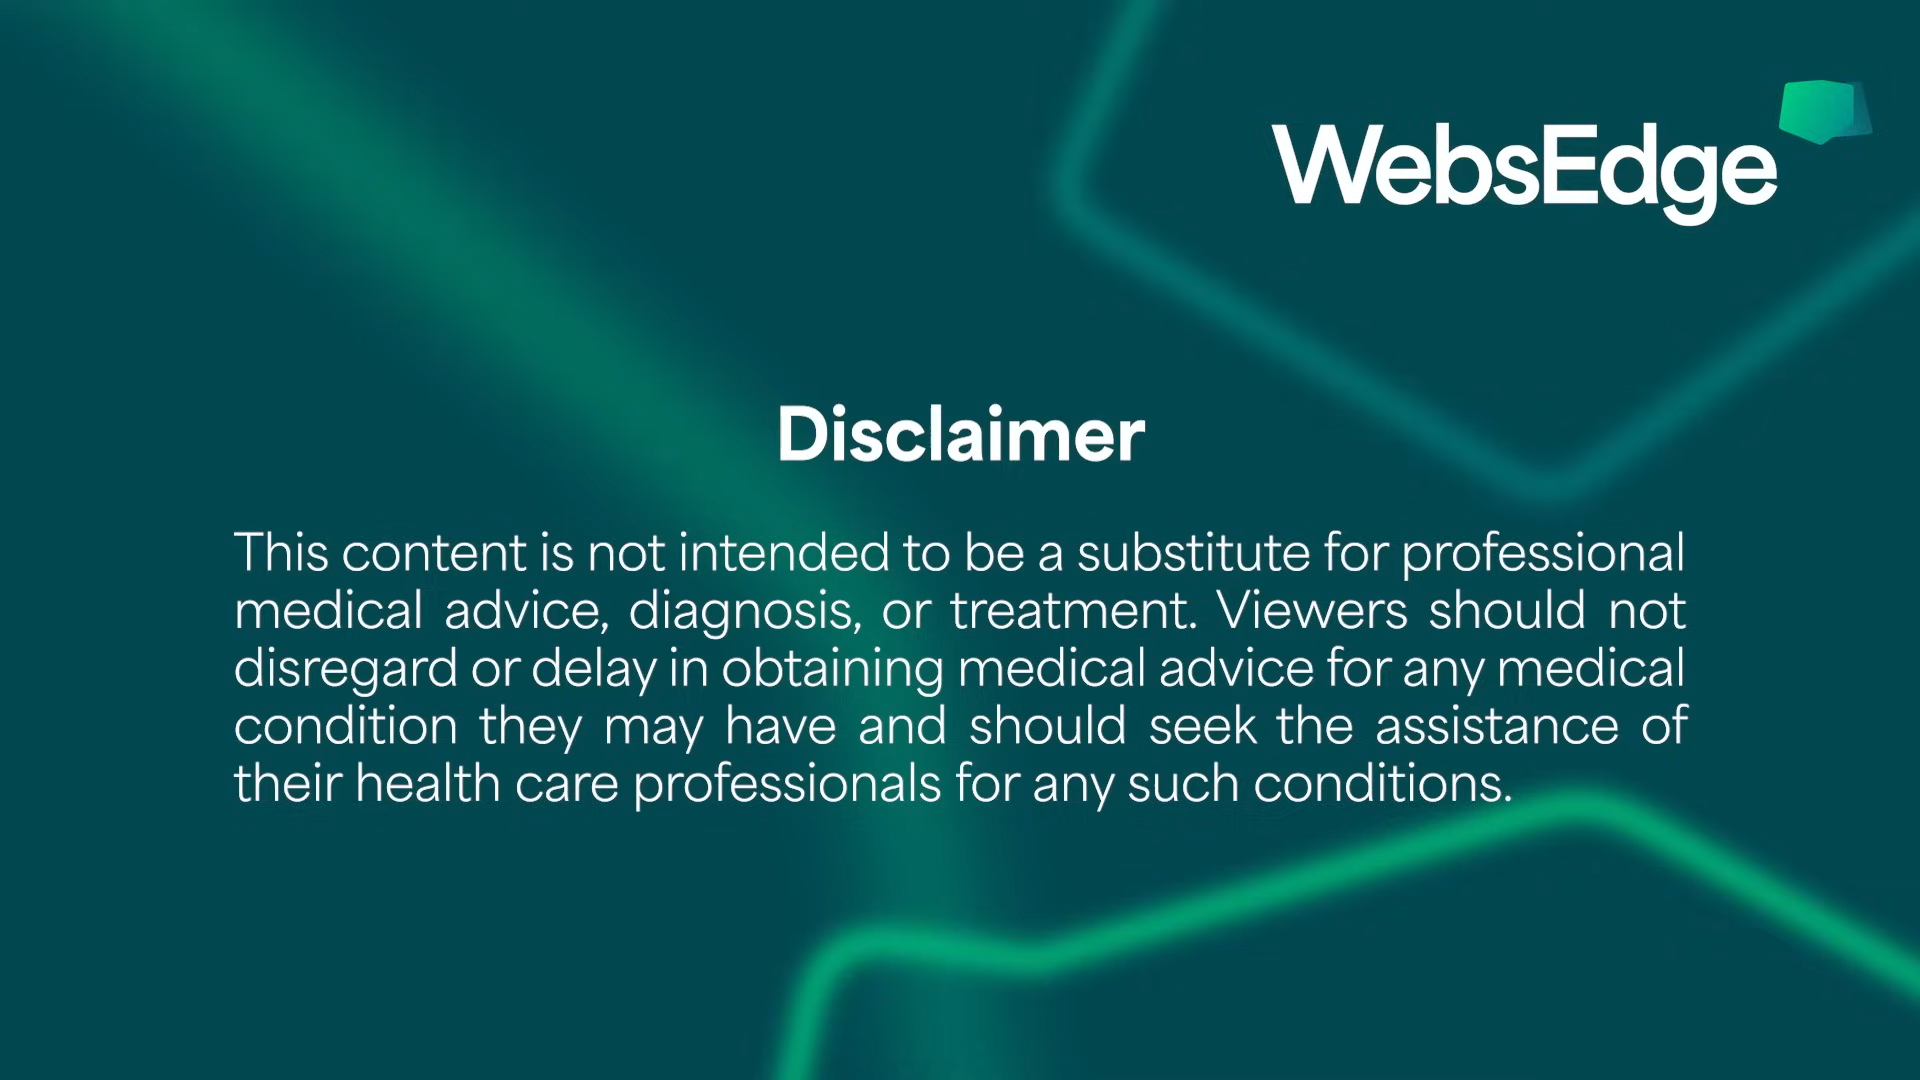 WebsEdge
Disclaimer
This content is not intended to be a substitute for professional
medical advice, diagnosis, or treatment. Viewers should not
disregard or delay in obtaining medical advice for any medical
condition they may have and should seek the assistance of
their health care professionals for any such conditions.